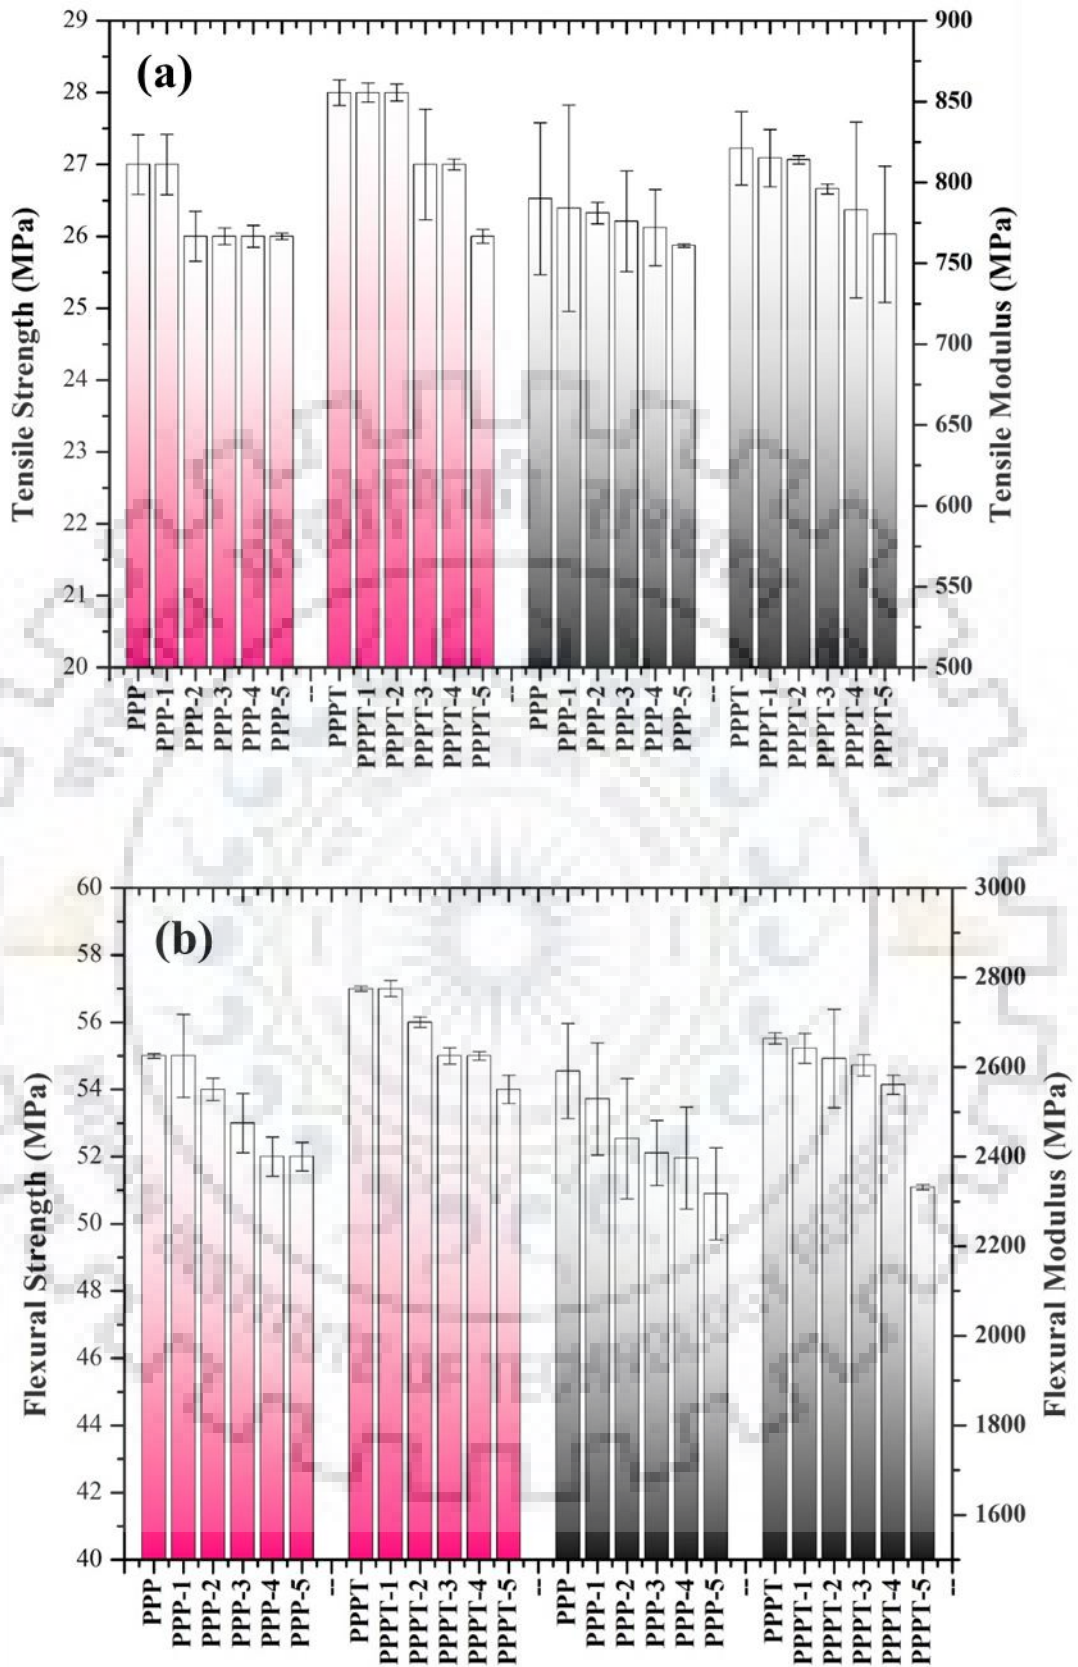 (a)
Tensile Strength (MPa)
29
28
27
26
25
24
23
22
21
20
900
850
800
750
700
650
600
550
500
Tensile Modulus (MPa)
PPP
PPP-1
PPP-2
PPP-3
PPP-4
PPP-5
--
PPPT
PPPT-1
PPPT-2
PPPT-3
PPPT-4
PPPT-5
--
PPP
PPP-1
PPP-2
PPP-3
PPP-4
PPP-5
--
PPPT
PPPT-1
PPPT-2
PPPT-3
PPPT-4
PPPT-5
(b)
Flexural Strength (MPa)
60
58
56
54
52
50
48
46
44
42
40
3000
2800
2600
2400
2200
2000
1800
1600
Flexural Modulus (MPa)
PPP
PPP-1
PPP-2
PPP-3
PPP-4
PPP-5
--
PPPT
PPPT-1
PPPT-2
PPPT-3
PPPT-4
PPPT-5
--
PPP
PPP-1
PPP-2
PPP-3
PPP-4
PPP-5
--
PPPT
PPPT-1
PPPT-2
PPPT-3
PPPT-4
PPPT-5
--